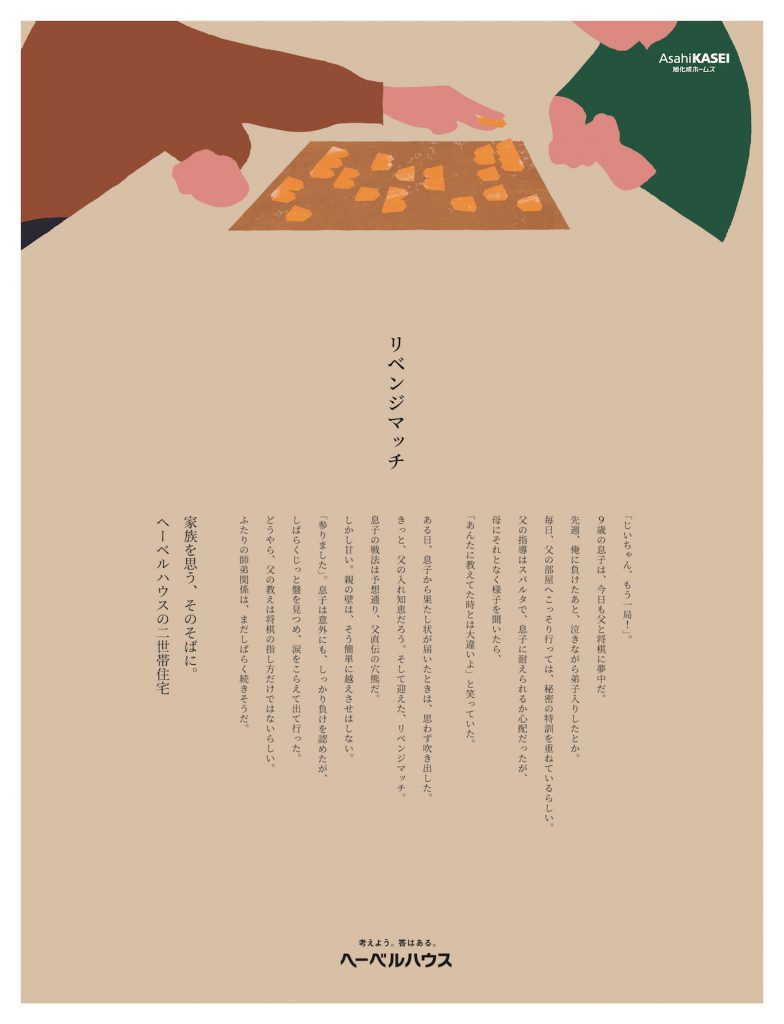 AsahiKASEI
旭化成ホームズ
リベンジマッチ
「じいちゃん、もう一局！」。
９歳の息子は、今日も父と将棋に夢中だ。
先週、俺に負けたあと、泣きながら弟子入りしたとか。
毎日、父の部屋へこっそり行っては、秘密の特訓を重ねているらしい。
父の指導はスパルタで、息子に耐えられるか心配だったが、
母にそれとなく様子を聞いたら、
「あんたに教えてた時とは大違いよ」と笑っていた。
ある日、息子から果たし状が届いたときは、思わず吹き出した。
きっと、父の入れ知恵だろう。そして迎えた、リベンジマッチ。
息子の戦法は予想通り、父直伝の穴熊だ。
しかし甘い。親の壁は、そう簡単に越えさせはしない。
「参りました」。息子は意外にも、しっかり負けを認めたが、
しばらくじっと盤を見つめ、涙をこらえて出て行った。
どうやら、父の教えは将棋の指し方だけではないらしい。
ふたりの師弟関係は、まだしばらく続きそうだ。
家族を思う、そのそばに。
ヘーベルハウスの二世帯住宅
考えよう。答はある。
ヘーベルハウス